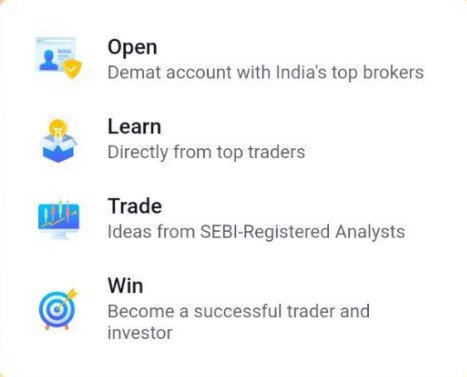 Open
Demat account with India's top brokers
Learn
Directly from top traders
Trade
Ideas from SEBI-Registered Analysts
Win
Become a successful trader and
investor